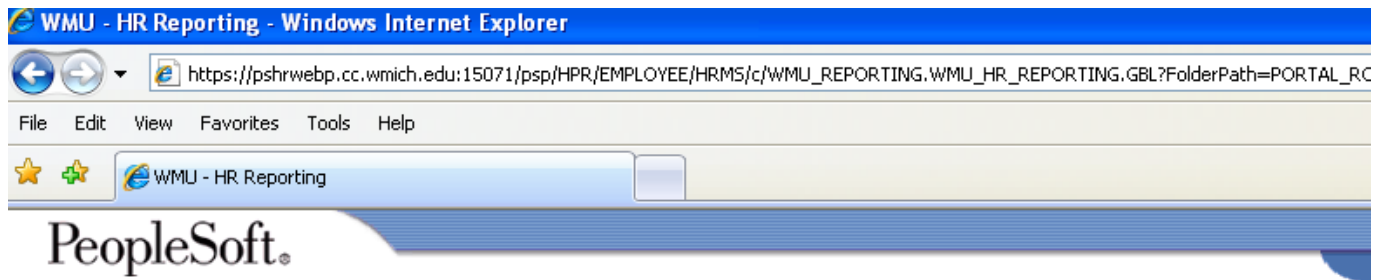 WMU - HR Reporting - Windows Internet Explorer
https://pshrwebp.cc.wmich.edu:15071/psp/HPR/EMPLOYEE/HRMS/c/WMU_REPORTING.WMU_HR_REPORTING.GBL?FolderPath=PORTAL_RO
File Edit View Favorites Tools Help
WMU - HR Reporting
PeopleSoft®